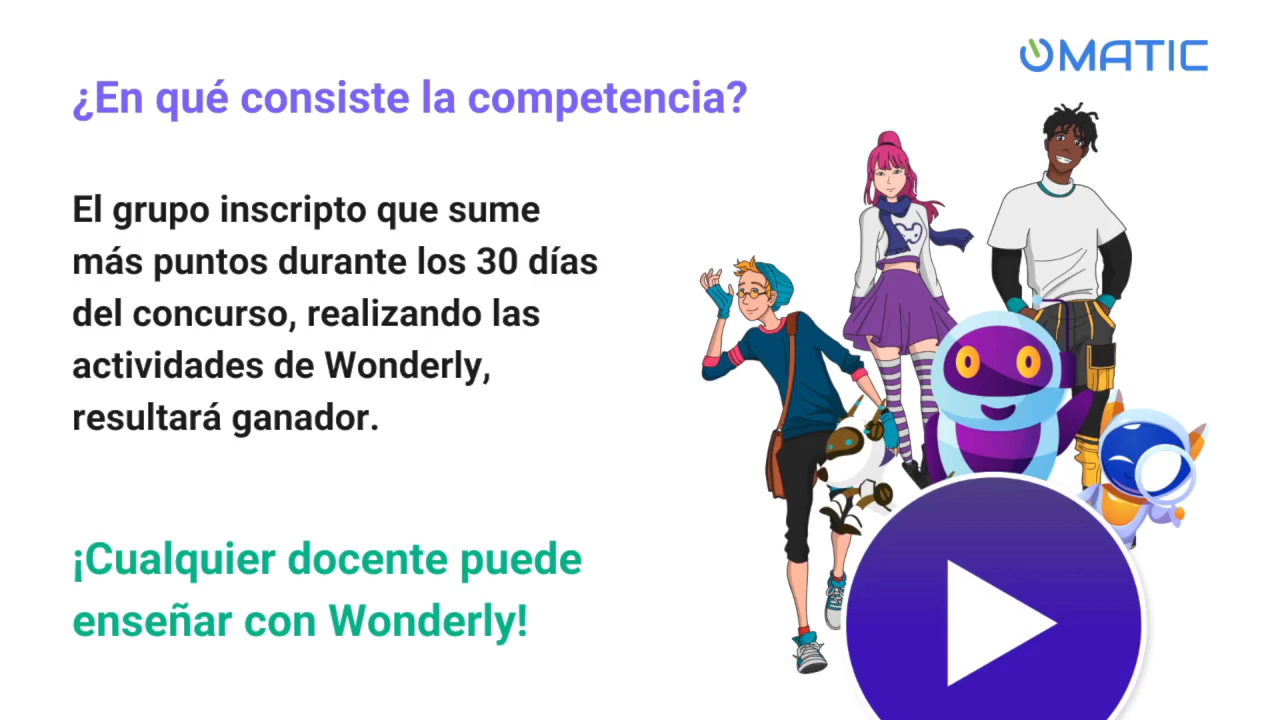 UMATIC
¿En qué consiste la competencia?
El grupo inscripto que sume
más puntos durante los 30 días
del concurso, realizando las
actividades de Wonderly,
resultará ganador.
¡Cualquier docente puede
enseñar con Wonderly!